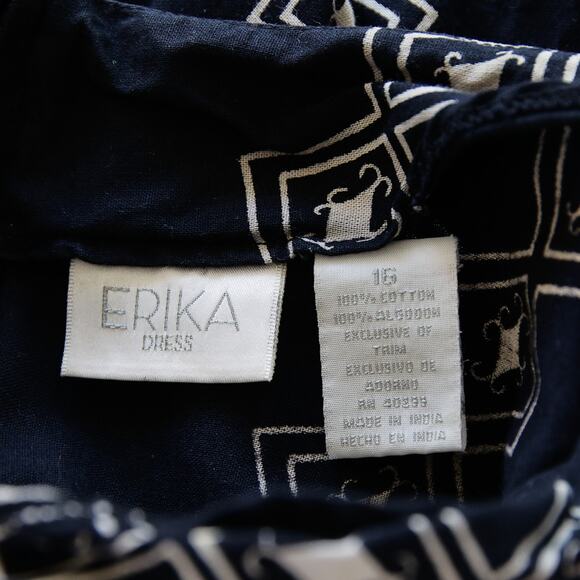 ERIKA
DRESS
16
100% COTTON
100% ALGODON
EXCLUSIVE OF
TRIM
EXCLUSIVO DE
ADORNO
RN 40299
MADE IN INDIA
HECHO EN INDIA